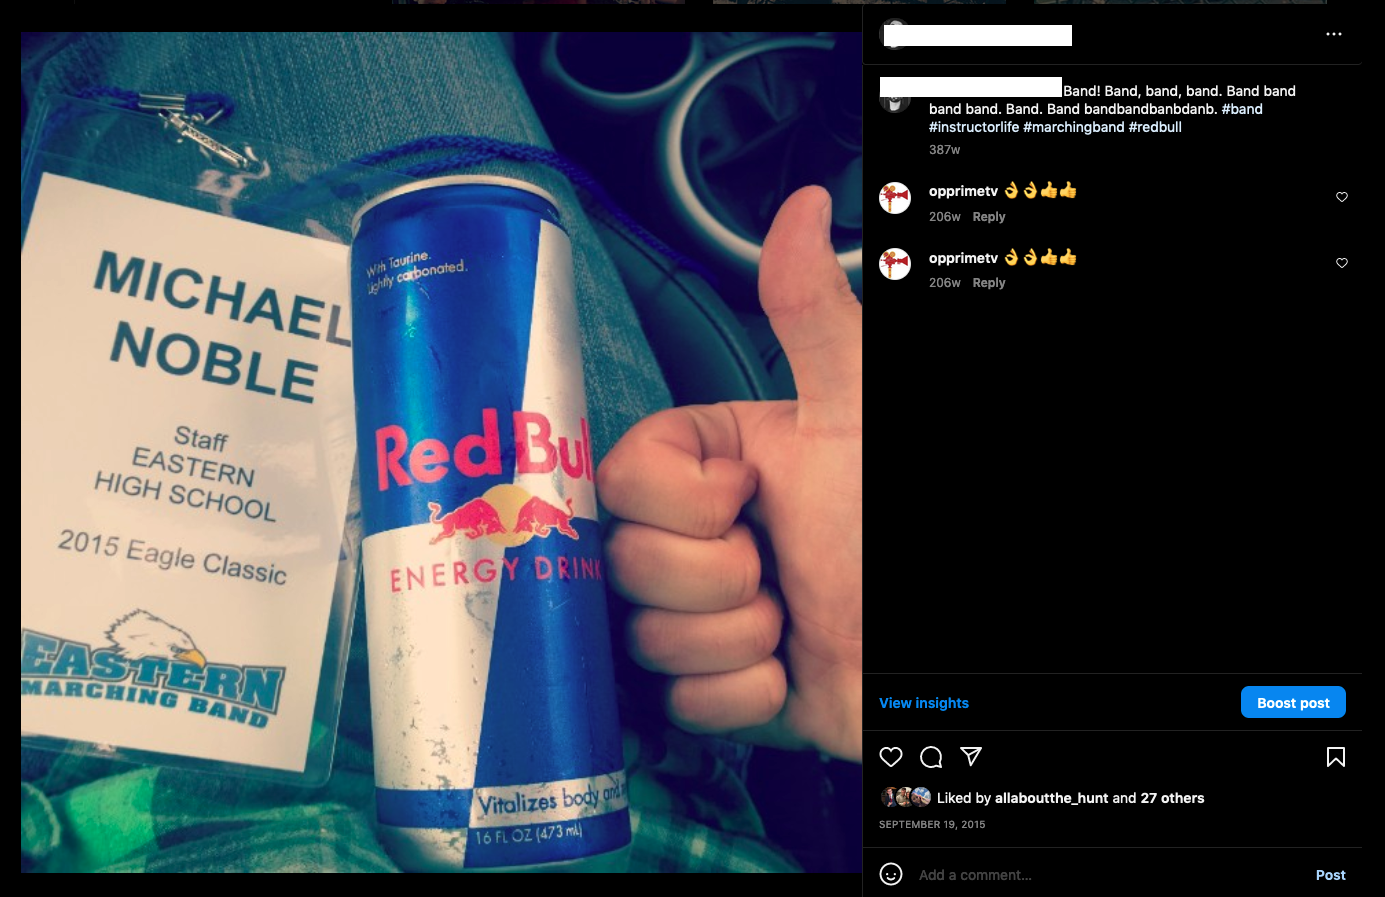 MICHAEL
NOBLE
Staff
EASTERN
HIGH SCHOOL
2015 Eagle Classic
EASTERN
MARCHING BAND
With Taurine.
Lightly carbonated.
Red Bul
ENERGY DRINK
Vitalizes body and
16 FL OZ (473 mL)
Band! Band, band, band. Band band
band band. Band. Band bandbandbanbdanb. #band
#instructorlife #marchingband #redbull
387w
opprimetv 👌👌👍👍
206w Reply
opprimetv 👌👌👍👍
206w Reply
View insights
Boost post
Liked by allaboutthe_hunt and 27 others
SEPTEMBER 19, 2015
Add a comment...
Post